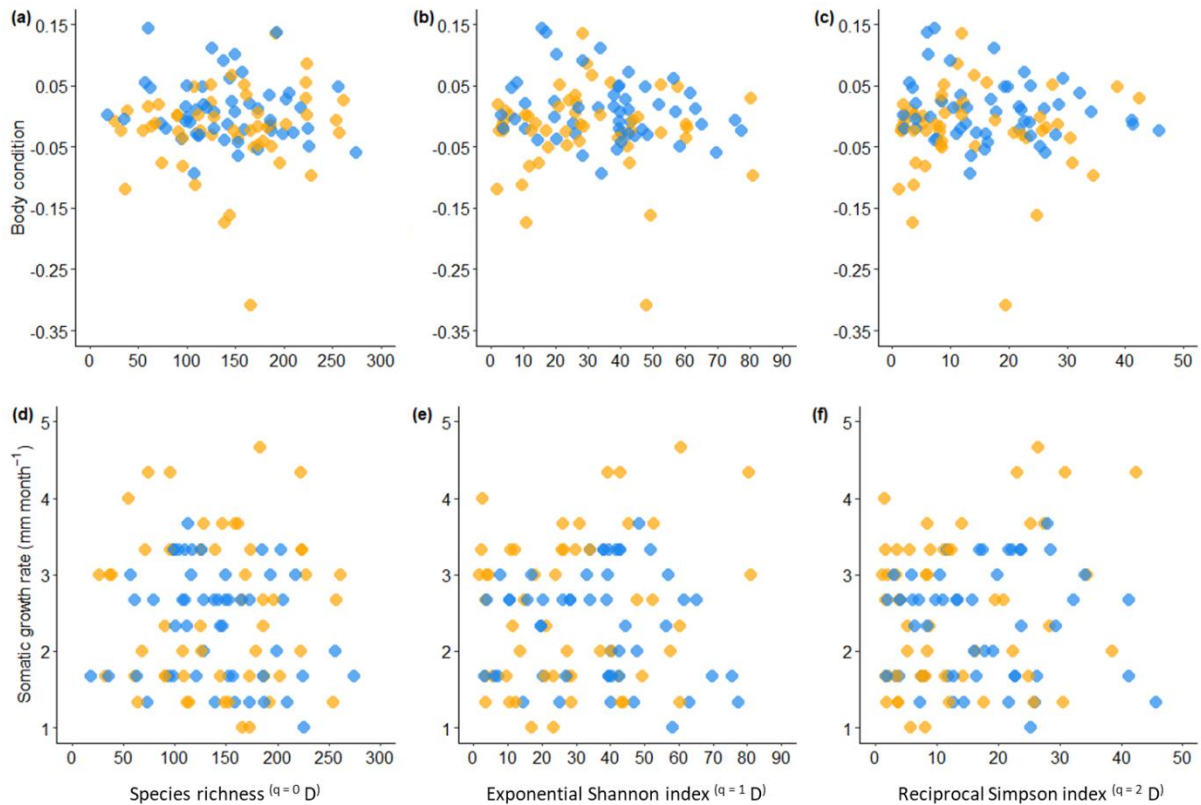 (a) (b) (c)
0.15 0.15 0.15
0.05 0.05 0.05
-0.05 -0.05 -0.05
-0.15 -0.15 -0.15
-0.25 -0.25 -0.25
-0.35 -0.35 -0.35
Body condition
0 50 100 150 200 250 300 0 10 20 30 40 50 60 70 80 90 0 10 20 30 40 50
(d) (e) (f)
5 5 5
4 4 4
3 3 3
2 2 2
1 1 1
Somatic growth rate (mm month⁻¹)
0 50 100 150 200 250 300 0 10 20 30 40 50 60 70 80 90 0 10 20 30 40 50
Species richness (q = 0 D) Exponential Shannon index (q = 1 D) Reciprocal Simpson index (q = 2 D)